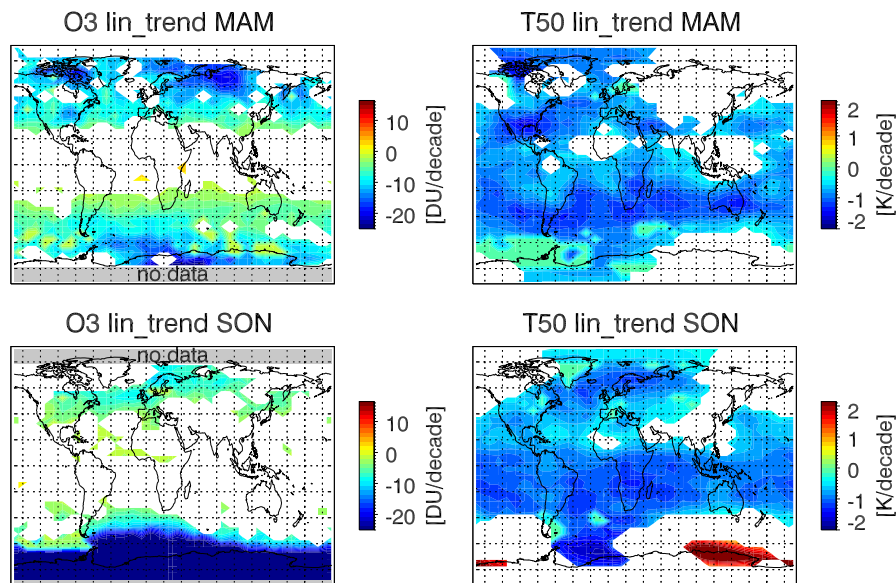 O3 lin_trend MAM
10
0
-10
-20
[DU/decade]
no data
T50 lin_trend MAM
2
1
0
-1
-2
[K/decade]
O3 lin_trend SON
no data
10
0
-10
-20
[DU/decade]
T50 lin_trend SON
2
1
0
-1
-2
[K/decade]